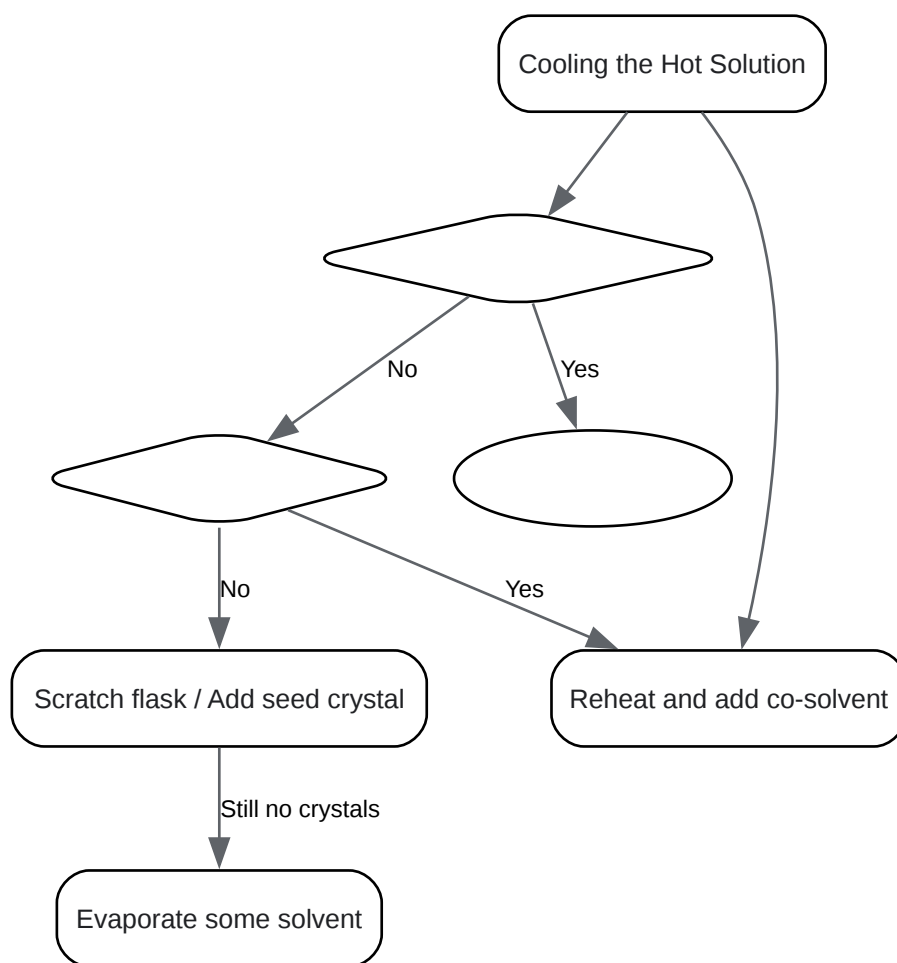 Cooling the Hot Solution
No
Yes
No
Yes
Scratch flask / Add seed crystal
Reheat and add co-solvent
Still no crystals
Evaporate some solvent